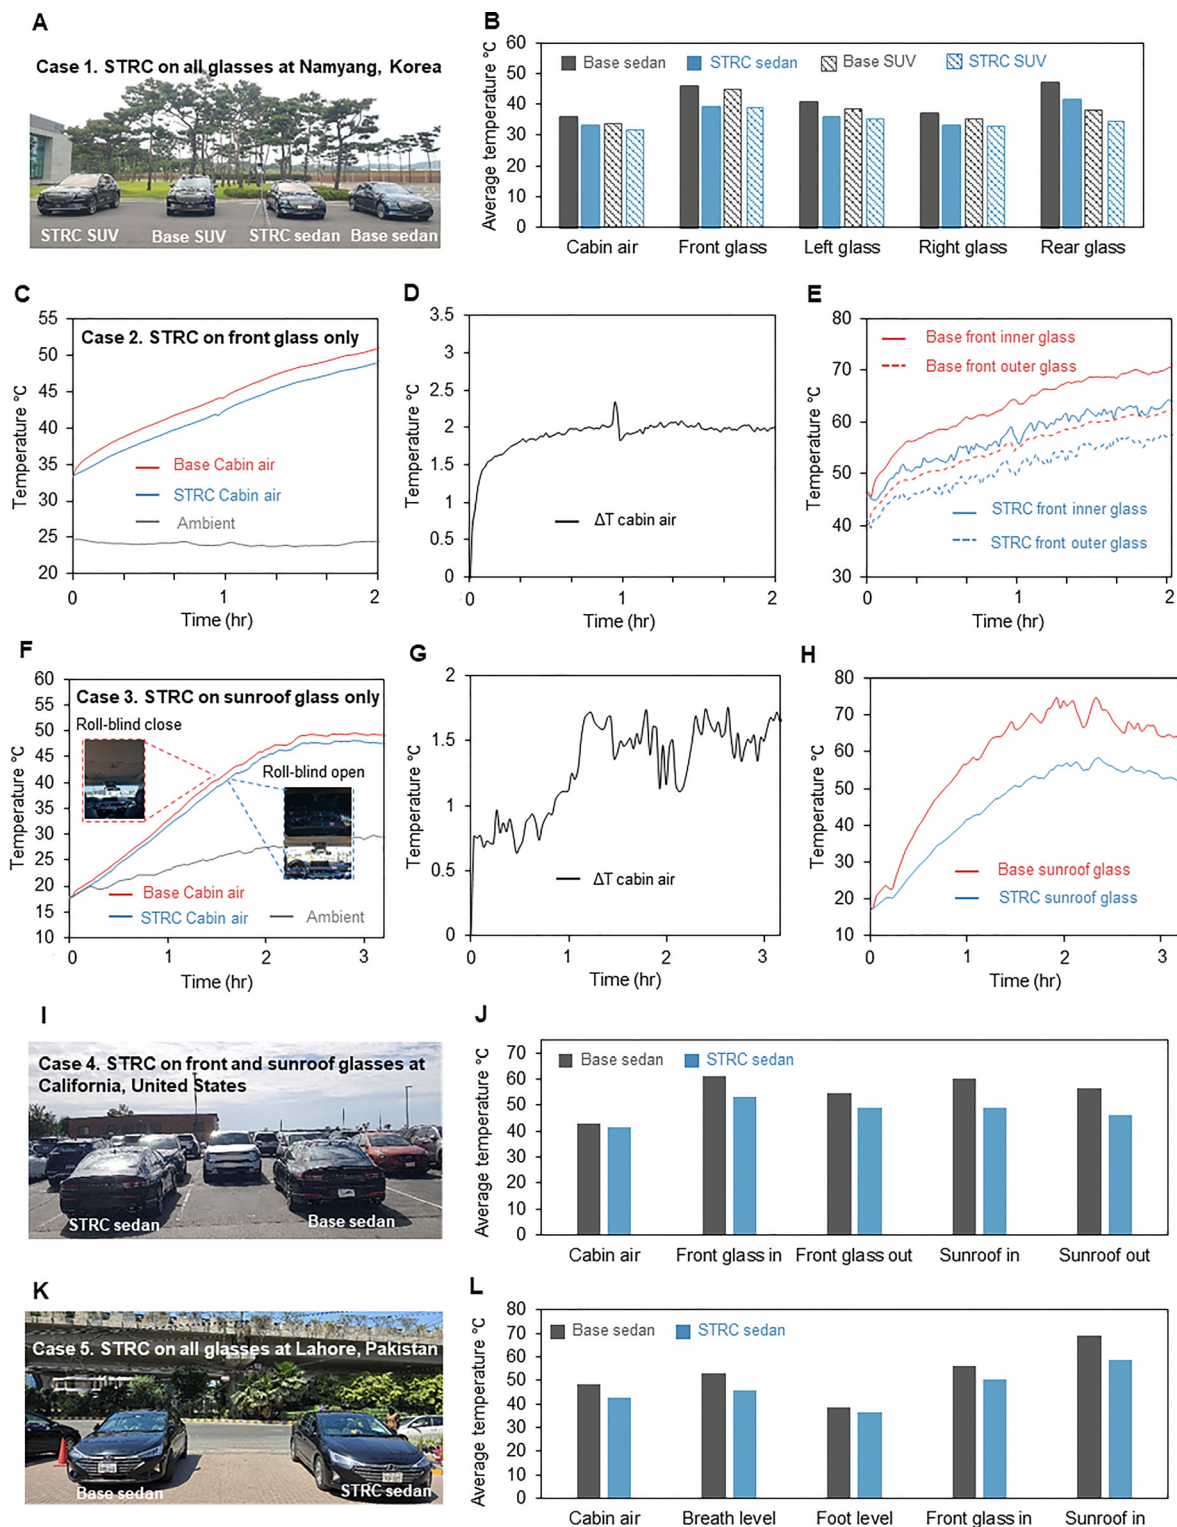 A
Case 1. STRC on all glasses at Namyang, Korea
STRC SUV Base SUV STRC sedan Base sedan
B
Average temperature °C
60
50
40
30
20
10
0
Base sedan STRC sedan Base SUV STRC SUV
Cabin air Front glass Left glass Right glass Rear glass
C
Temperature °C
55
50
45
40
35
30
25
20
Case 2. STRC on front glass only
Base Cabin air
STRC Cabin air
Ambient
0 1 2
Time (hr)
D
Temperature °C
3.5
3
2.5
2
1.5
1
0.5
0
ΔT cabin air
0 1 2
Time (hr)
E
Temperature °C
80
70
60
50
40
30
Base front inner glass
Base front outer glass
STRC front inner glass
STRC front outer glass
0 1 2
Time (hr)
F
Temperature °C
60
55
50
45
40
35
30
25
20
15
10
Case 3. STRC on sunroof glass only
Roll-blind close
Roll-blind open
Base Cabin air
STRC Cabin air Ambient
0 1 2 3
Time (hr)
G
Temperature °C
2
1.5
1
0.5
0
ΔT cabin air
0 1 2 3
Time (hr)
H
Temperature °C
80
70
60
50
40
30
20
10
Base sunroof glass
STRC sunroof glass
0 1 2 3
Time (hr)
I
Case 4. STRC on front and sunroof glasses at
California, United States
STRC sedan Base sedan
J
Average temperature °C
70
60
50
40
30
20
10
0
Base sedan STRC sedan
Cabin air Front glass in Front glass out Sunroof in Sunroof out
K
Case 5. STRC on all glasses at Lahore, Pakistan
Base sedan STRC sedan
L
Average temperature °C
80
70
60
50
40
30
20
10
0
Base sedan STRC sedan
Cabin air Breath level Foot level Front glass in Sunroof in